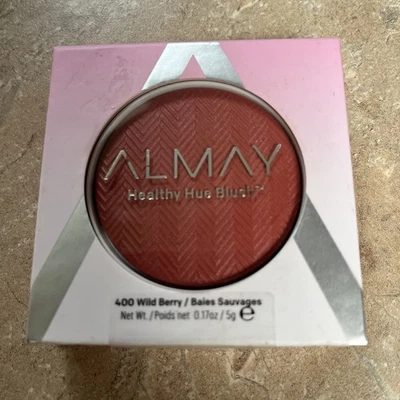 ALMAY
Healthy Hue Blush™
400 Wild Berry / Baies Sauvages
Net Wt. / Poids net 0.17oz / 5g ℮